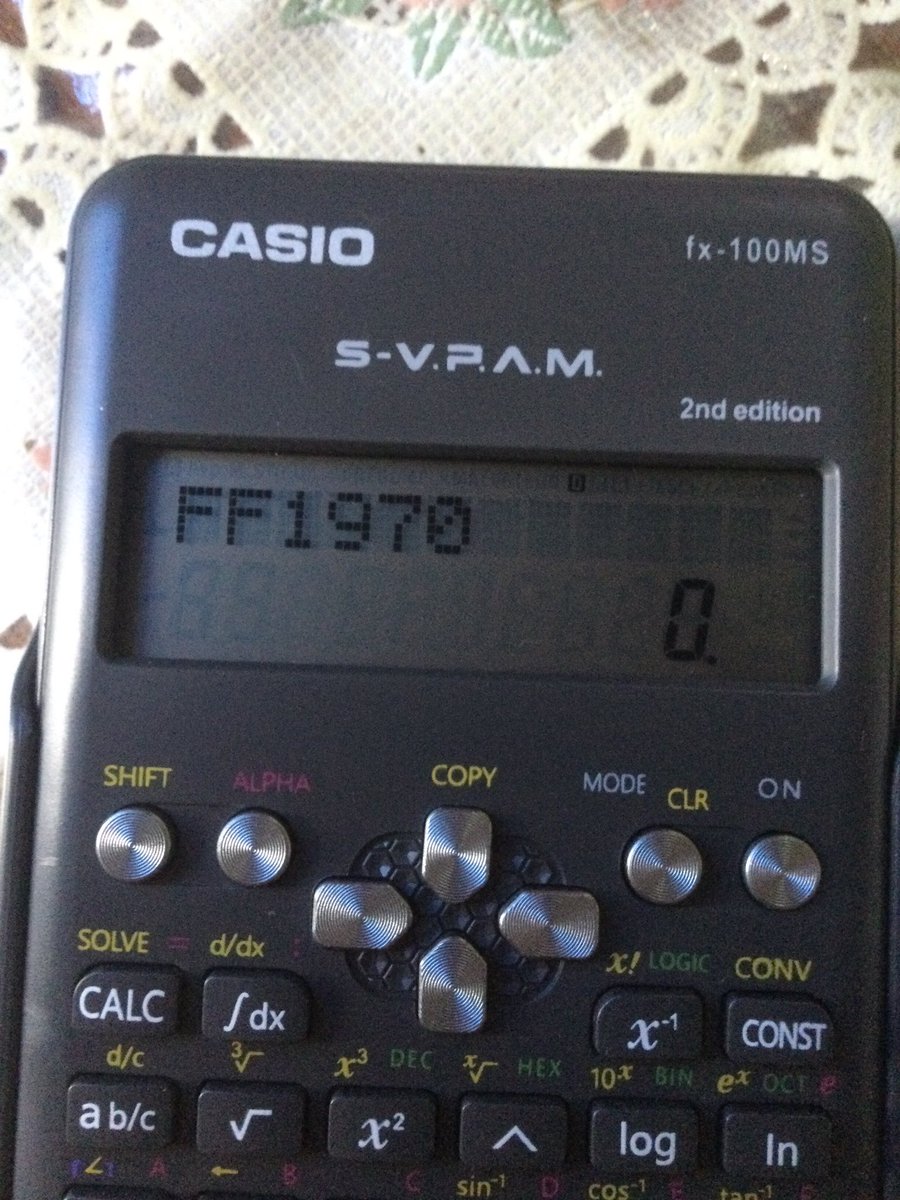 CASIO fx-100MS
S-V.P.A.M.
2nd edition
D
FF1970
0.
SHIFT ALPHA COPY MODE CLR ON
SOLVE = d/dx : x! LOGIC CONV
CALC ∫dx x⁻¹ CONST
d/c ³√ x³ DEC ˣ√ HEX 10ˣ BIN eˣ OCT e
a b/c √ x² ^ log ln
∠ A ← B C sin⁻¹ D cos⁻¹ E tan⁻¹ F